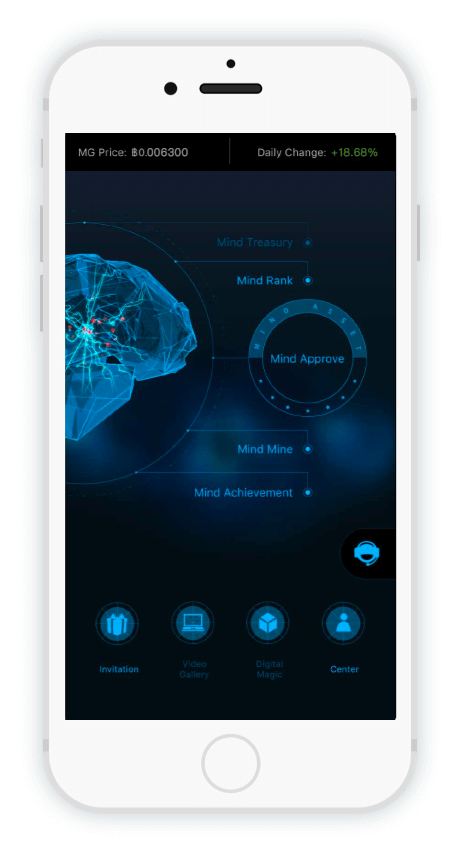 MG Price: ฿0.006300
Daily Change: +18.68%
Mind Treasury
Mind Rank
MIND ASSET
Mind Approve
Mind Mine
Mind Achievement
Invitation
Video
Gallery
Digital
Magic
Center